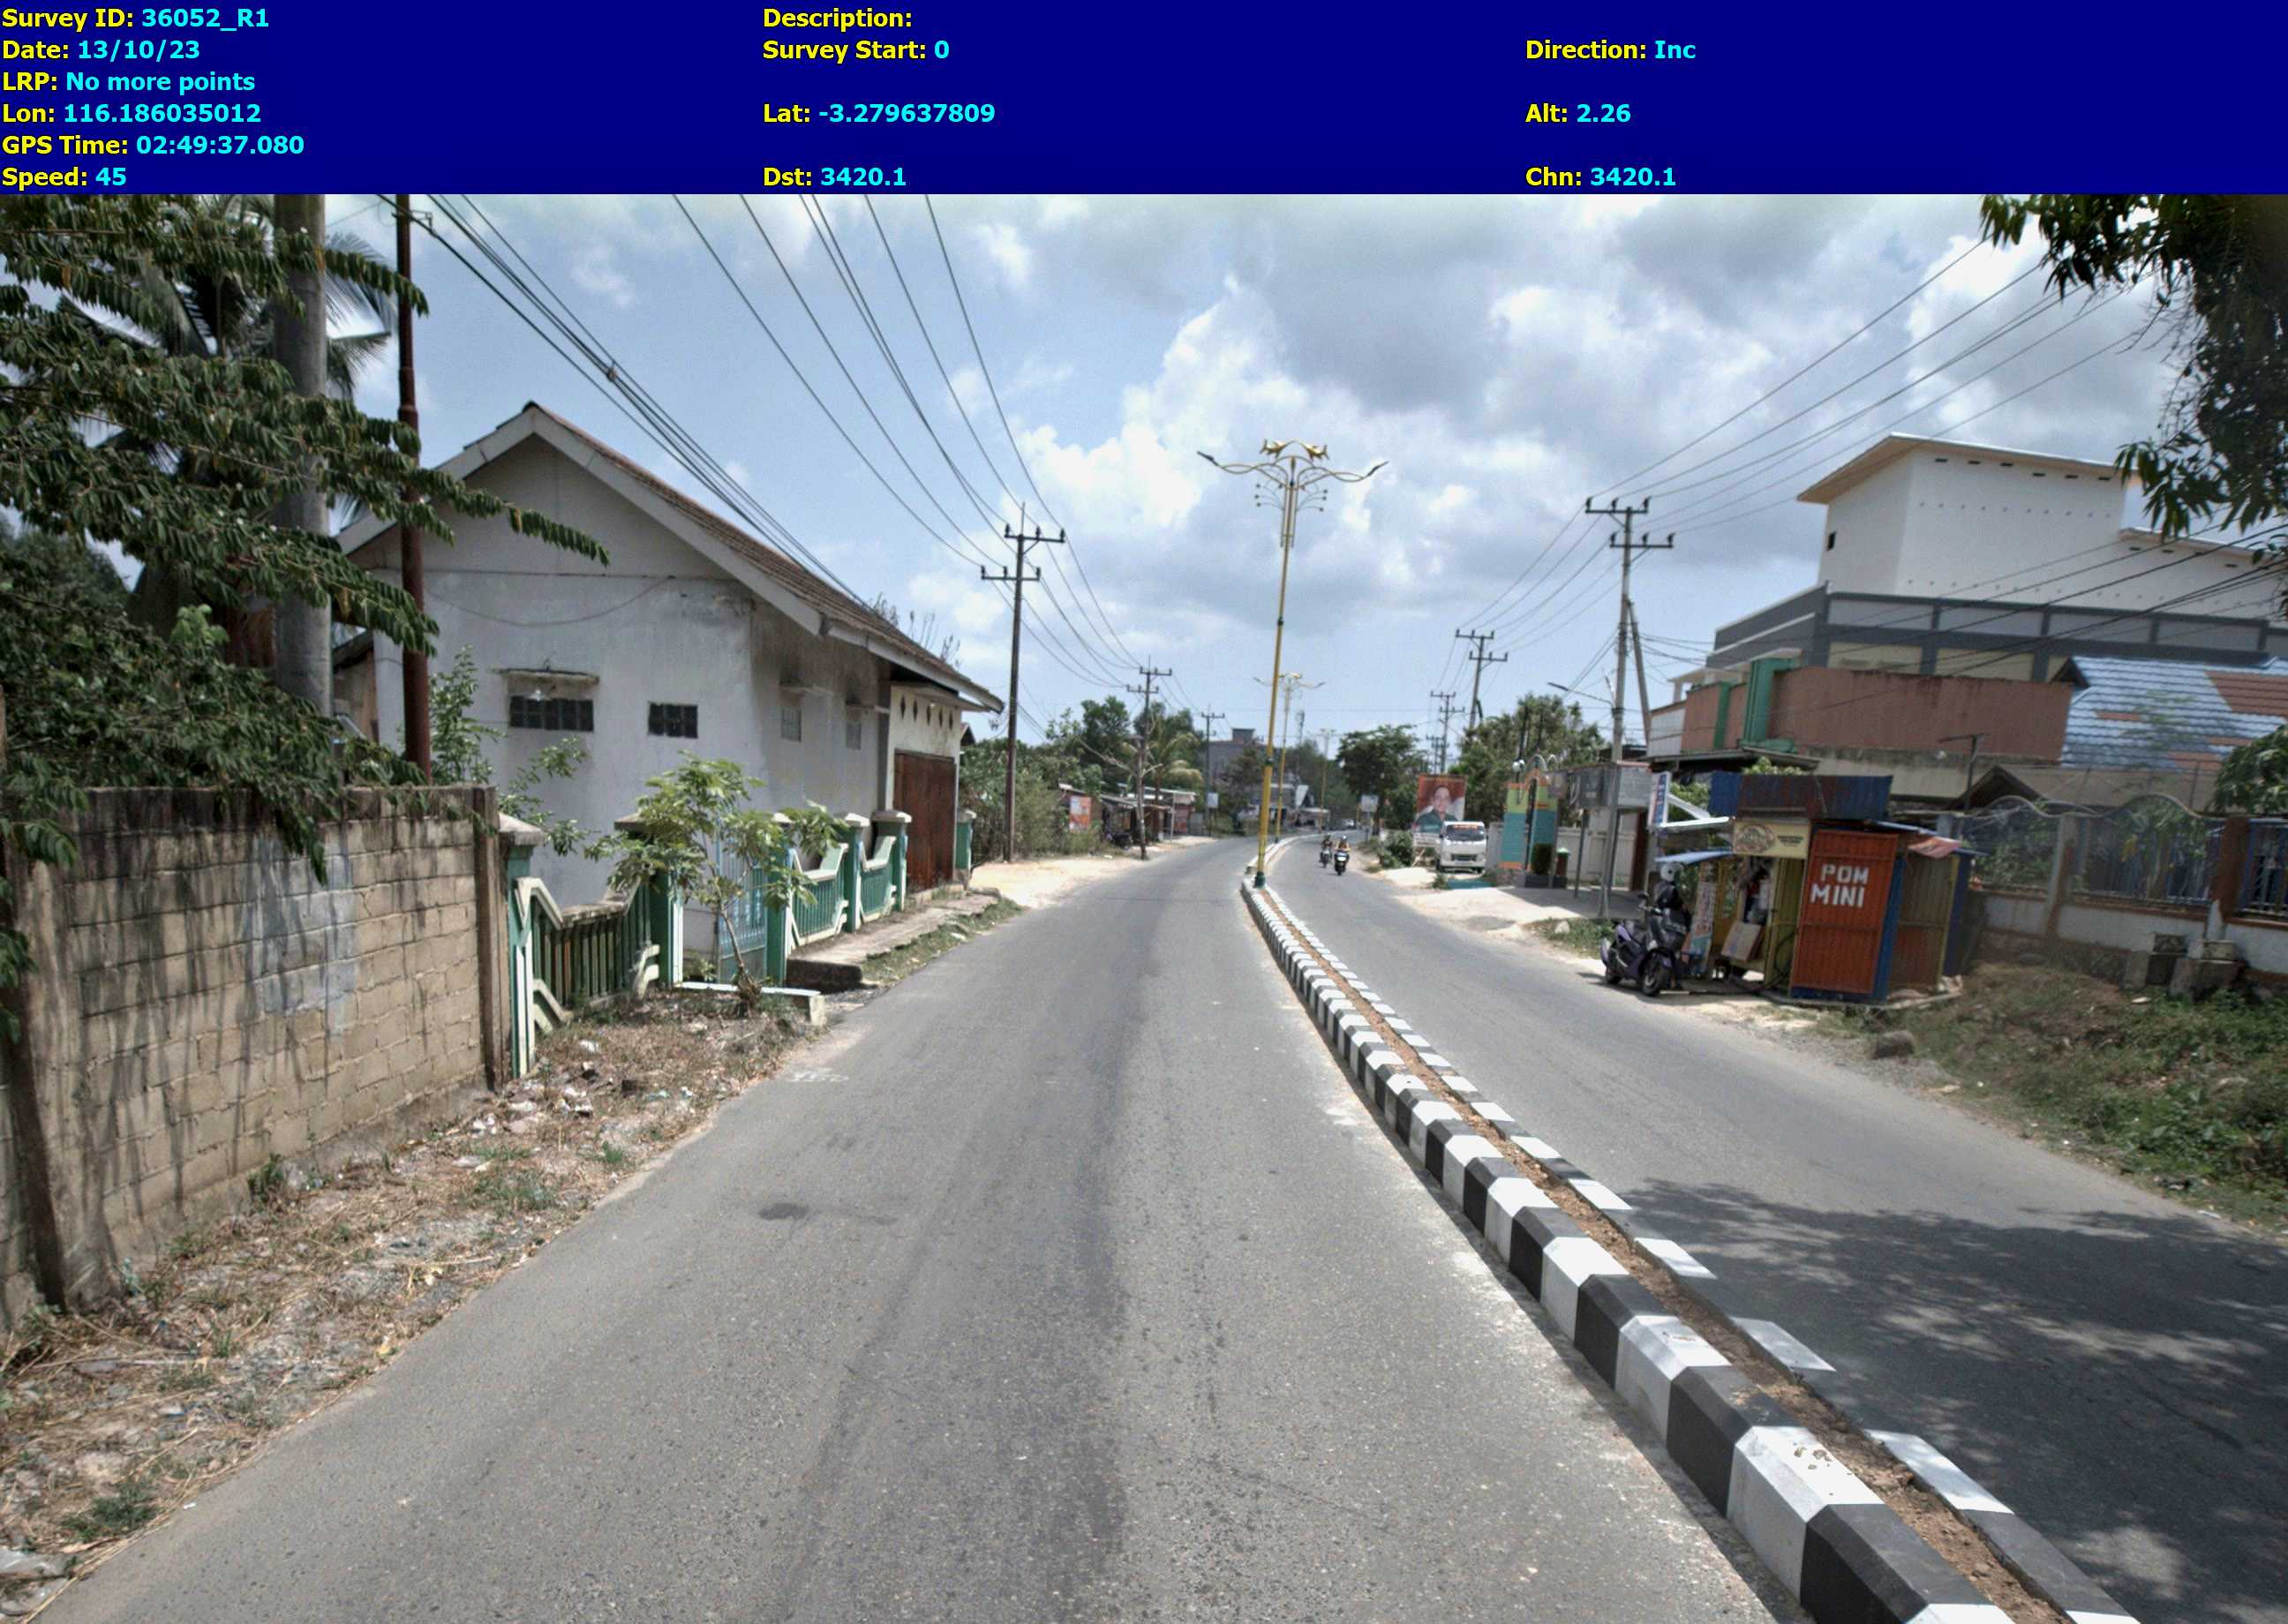 Survey ID: 36052_R1
Description:
Date: 13/10/23
Survey Start: 0
Direction: Inc
LRP: No more points
Lon: 116.186035012
Lat: -3.279637809
Alt: 2.26
GPS Time: 02:49:37.080
Speed: 45
Dst: 3420.1
Chn: 3420.1
POM
MINI